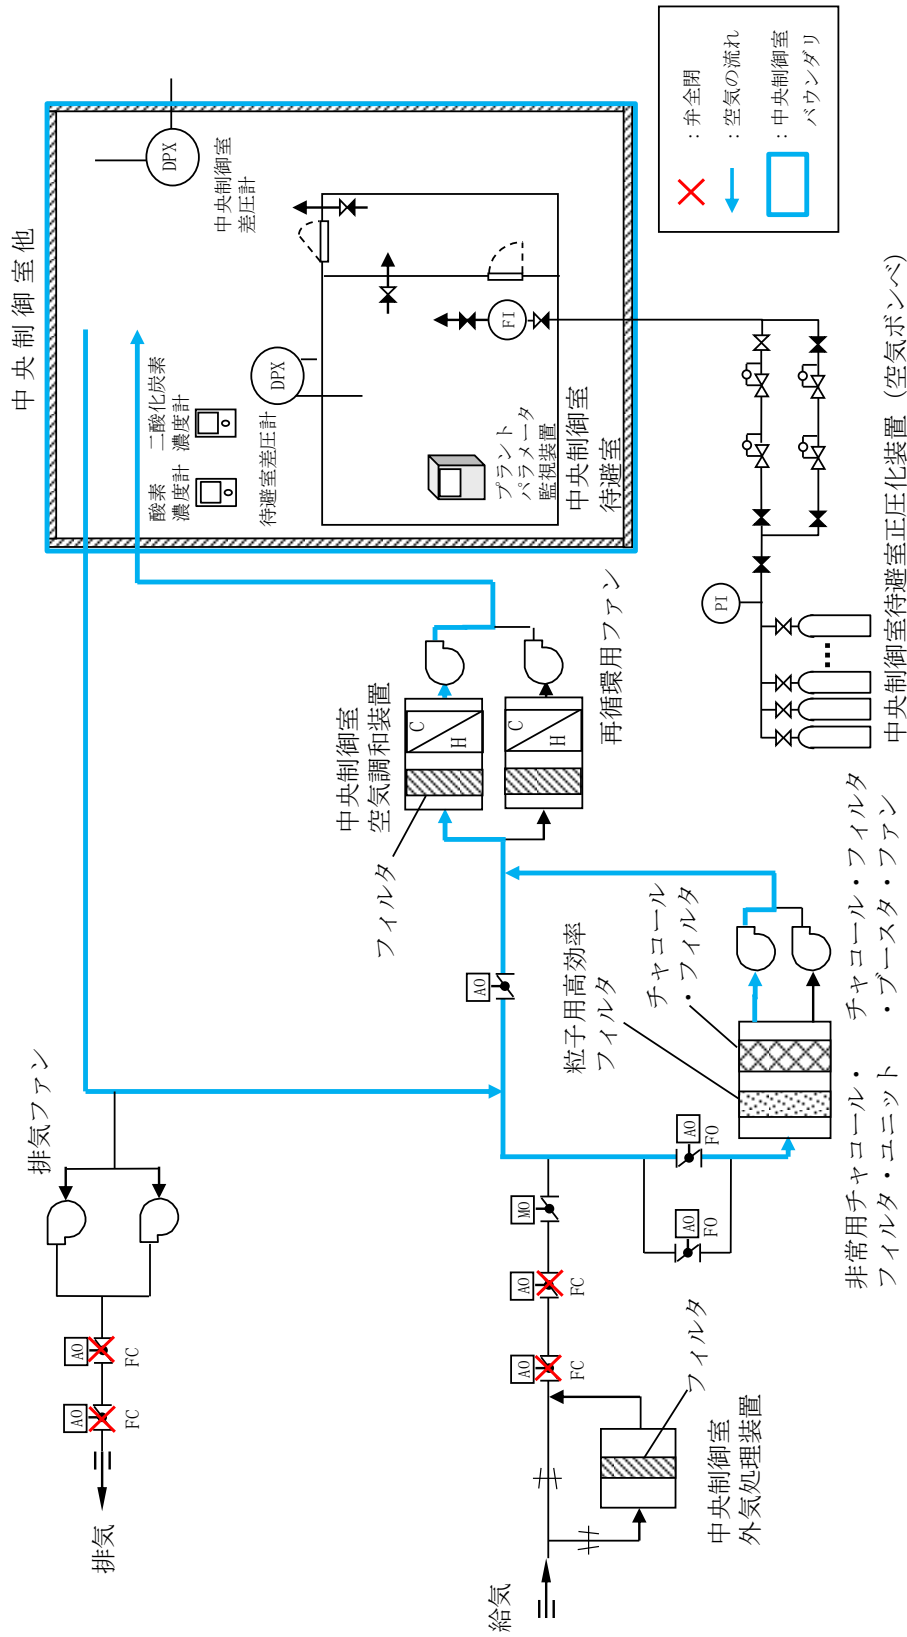 中央制御室他
DPX
中央制御室
差圧計
二酸化炭素
濃度計
酸素
濃度計
DPX
待避室差圧計
FI
プラント
パラメータ
監視装置
中央制御室
待避室
：弁全閉
：空気の流れ
：中央制御室
バウンダリ
排気ファン
AO
FC
AO
FC
排気
中央制御室
空気調和装置
フィルタ
C
H
C
H
再循環用ファン
AO
粒子用高効率
フィルタ
チャコール
・フィルタ
チャコール・フィルタ
・ブースタ・ファン
非常用チャコール・
フィルタ・ユニット
AO
FO
AO
FO
MO
AO
FC
AO
FC
フィルタ
中央制御室
外気処理装置
給気
PI
中央制御室待避室正圧化装置（空気ボンベ）